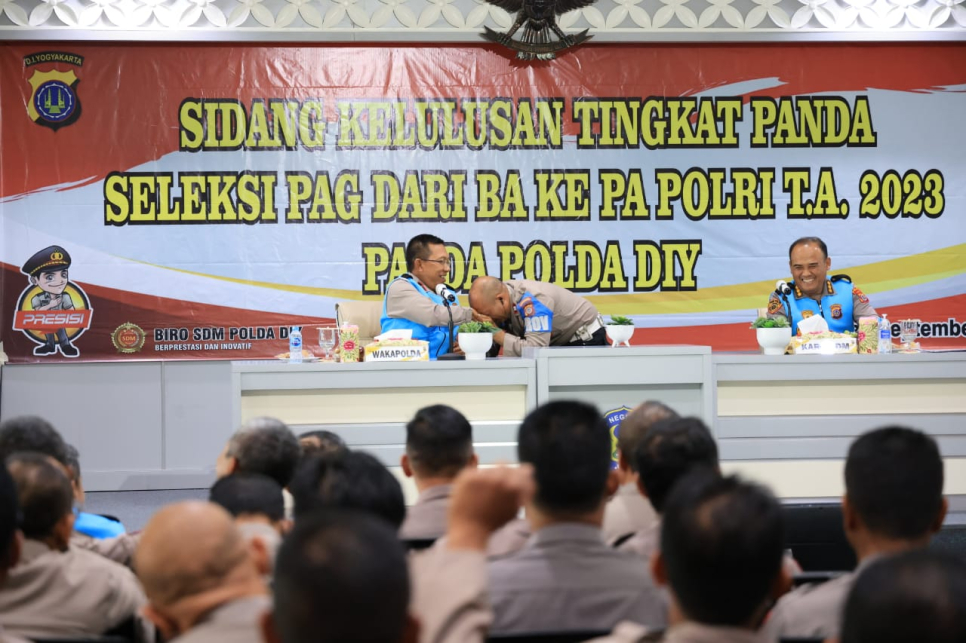 D.I.YOGYAKARTA
SIDANG KELULUSAN TINGKAT PANDA
SELEKSI PAG DARI BA KE PA POLRI T.A. 2023
PANDA POLDA DIY
PRESISI
BIRO SDM POLDA
BERPRESTASI DAN INOVATIF
WAKAPOLDA